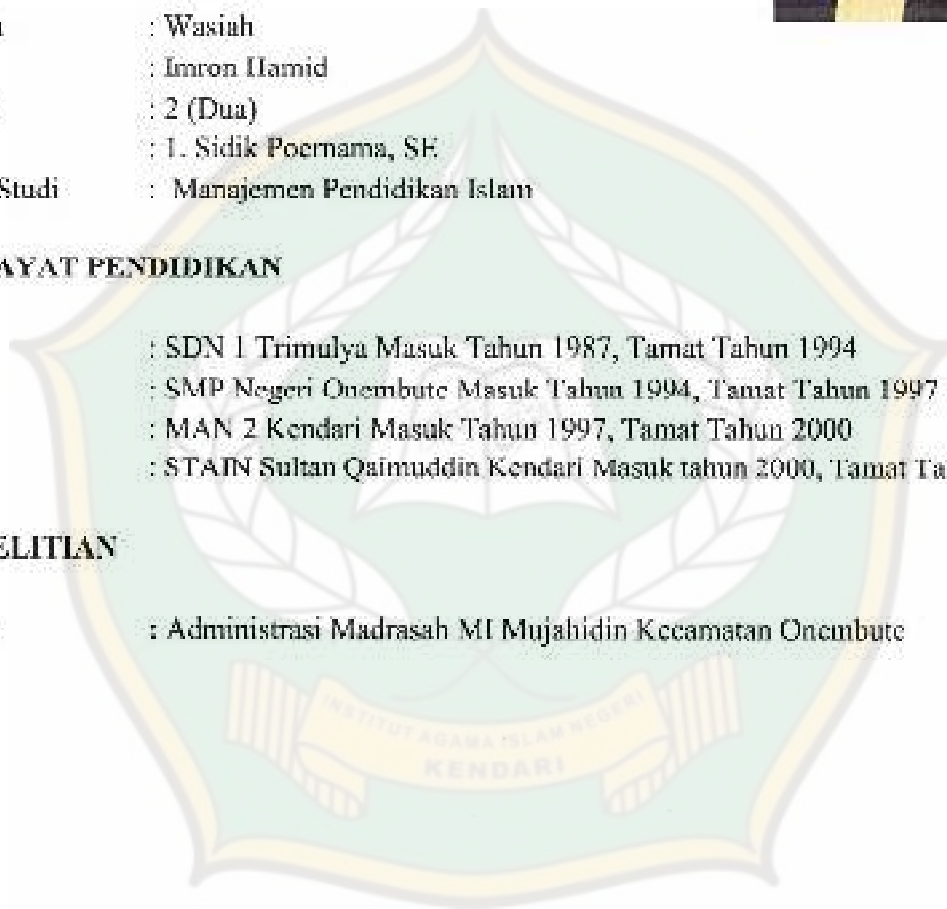 : Wasiah
: Imron Hamid
: 2 (Dua)
: 1. Sidik Poernama, SE
Studi : Manajemen Pendidikan Islam
AYAT PENDIDIKAN
: SDN 1 Trimulya Masuk Tahun 1987, Tamat Tahun 1994
: SMP Negeri Onembute Masuk Tahun 1994, Tamat Tahun 1997
: MAN 2 Kendari Masuk Tahun 1997, Tamat Tahun 2000
: STAIN Sultan Qaimuddin Kendari Masuk tahun 2000, Tamat Ta
ELITIAN
: Administrasi Madrasah MI Mujahidin Kecamatan Onembute
INSTITUT AGAMA ISLAM NEGERI
KENDARI